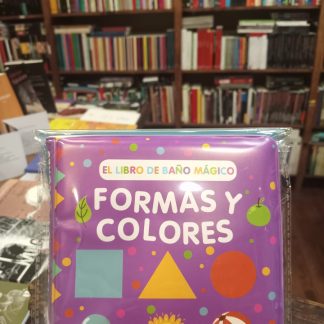 EL LIBRO DE BAÑO MÁGICO
FORMAS Y
COLORES